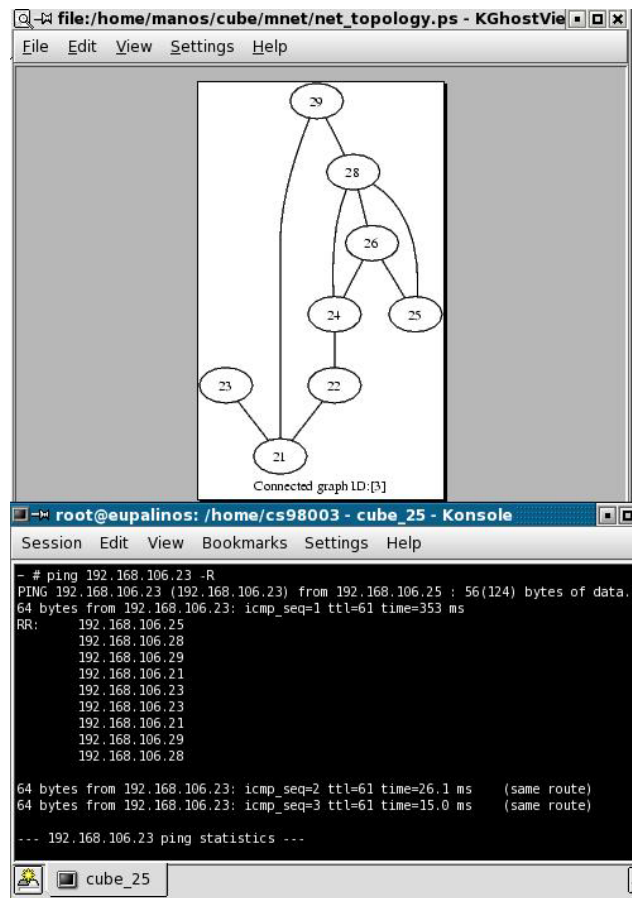 file:/home/manos/cube/mnet/net_topology.ps - KGhostVie
File Edit View Settings Help
29
28
26
24
25
23
22
21
Connected graph ID:[3]
root@eupalinos: /home/cs98003 - cube_25 - Konsole
Session Edit View Bookmarks Settings Help
~ # ping 192.168.106.23 -R
PING 192.168.106.23 (192.168.106.23) from 192.168.106.25 : 56(124) bytes of data.
64 bytes from 192.168.106.23: icmp_seq=1 ttl=61 time=353 ms
RR: 192.168.106.25
192.168.106.28
192.168.106.29
192.168.106.21
192.168.106.23
192.168.106.23
192.168.106.21
192.168.106.29
192.168.106.28
64 bytes from 192.168.106.23: icmp_seq=2 ttl=61 time=26.1 ms (same route)
64 bytes from 192.168.106.23: icmp_seq=3 ttl=61 time=15.0 ms (same route)
--- 192.168.106.23 ping statistics ---
cube_25